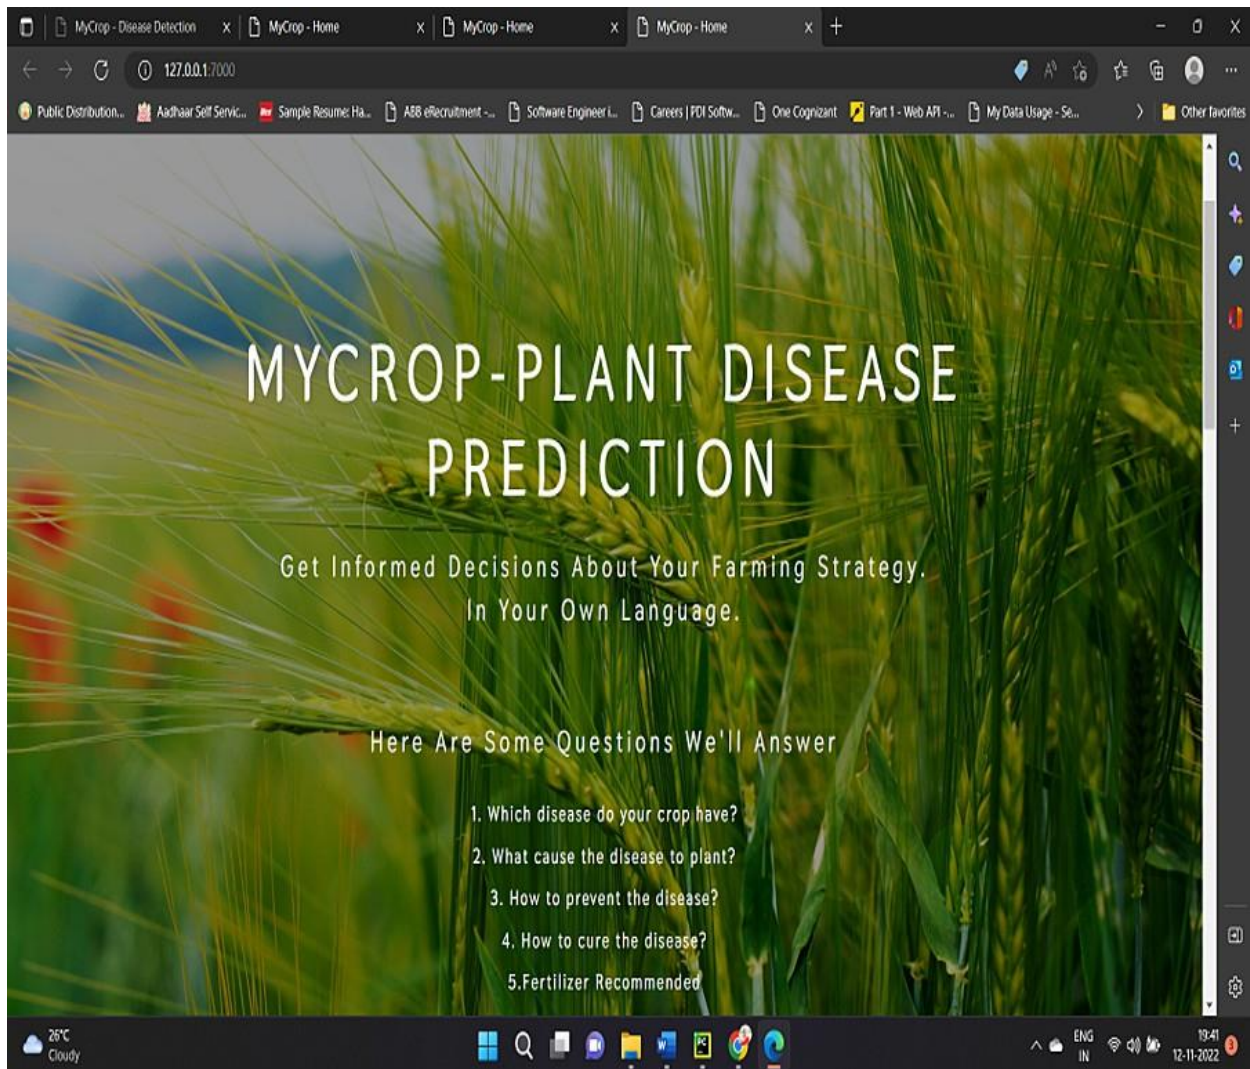 MyCrop - Disease Detection
MyCrop - Home
MyCrop - Home
MyCrop - Home
127.0.0.1:7000
Public Distribution...
Aadhaar Self Servic...
Sample Resume: Ha...
ABB eRecruitment -...
Software Engineer i...
Careers | PDI Softw...
One Cognizant
Part 1 - Web API -...
My Data Usage - Se...
Other favorites
MYCROP-PLANT DISEASE
PREDICTION
Get Informed Decisions About Your Farming Strategy.
In Your Own Language.
Here Are Some Questions We'll Answer
1. Which disease do your crop have?
2. What cause the disease to plant?
3. How to prevent the disease?
4. How to cure the disease?
5.Fertilizer Recommended
26°C
Cloudy
ENG
IN
19:41
12-11-2022
3